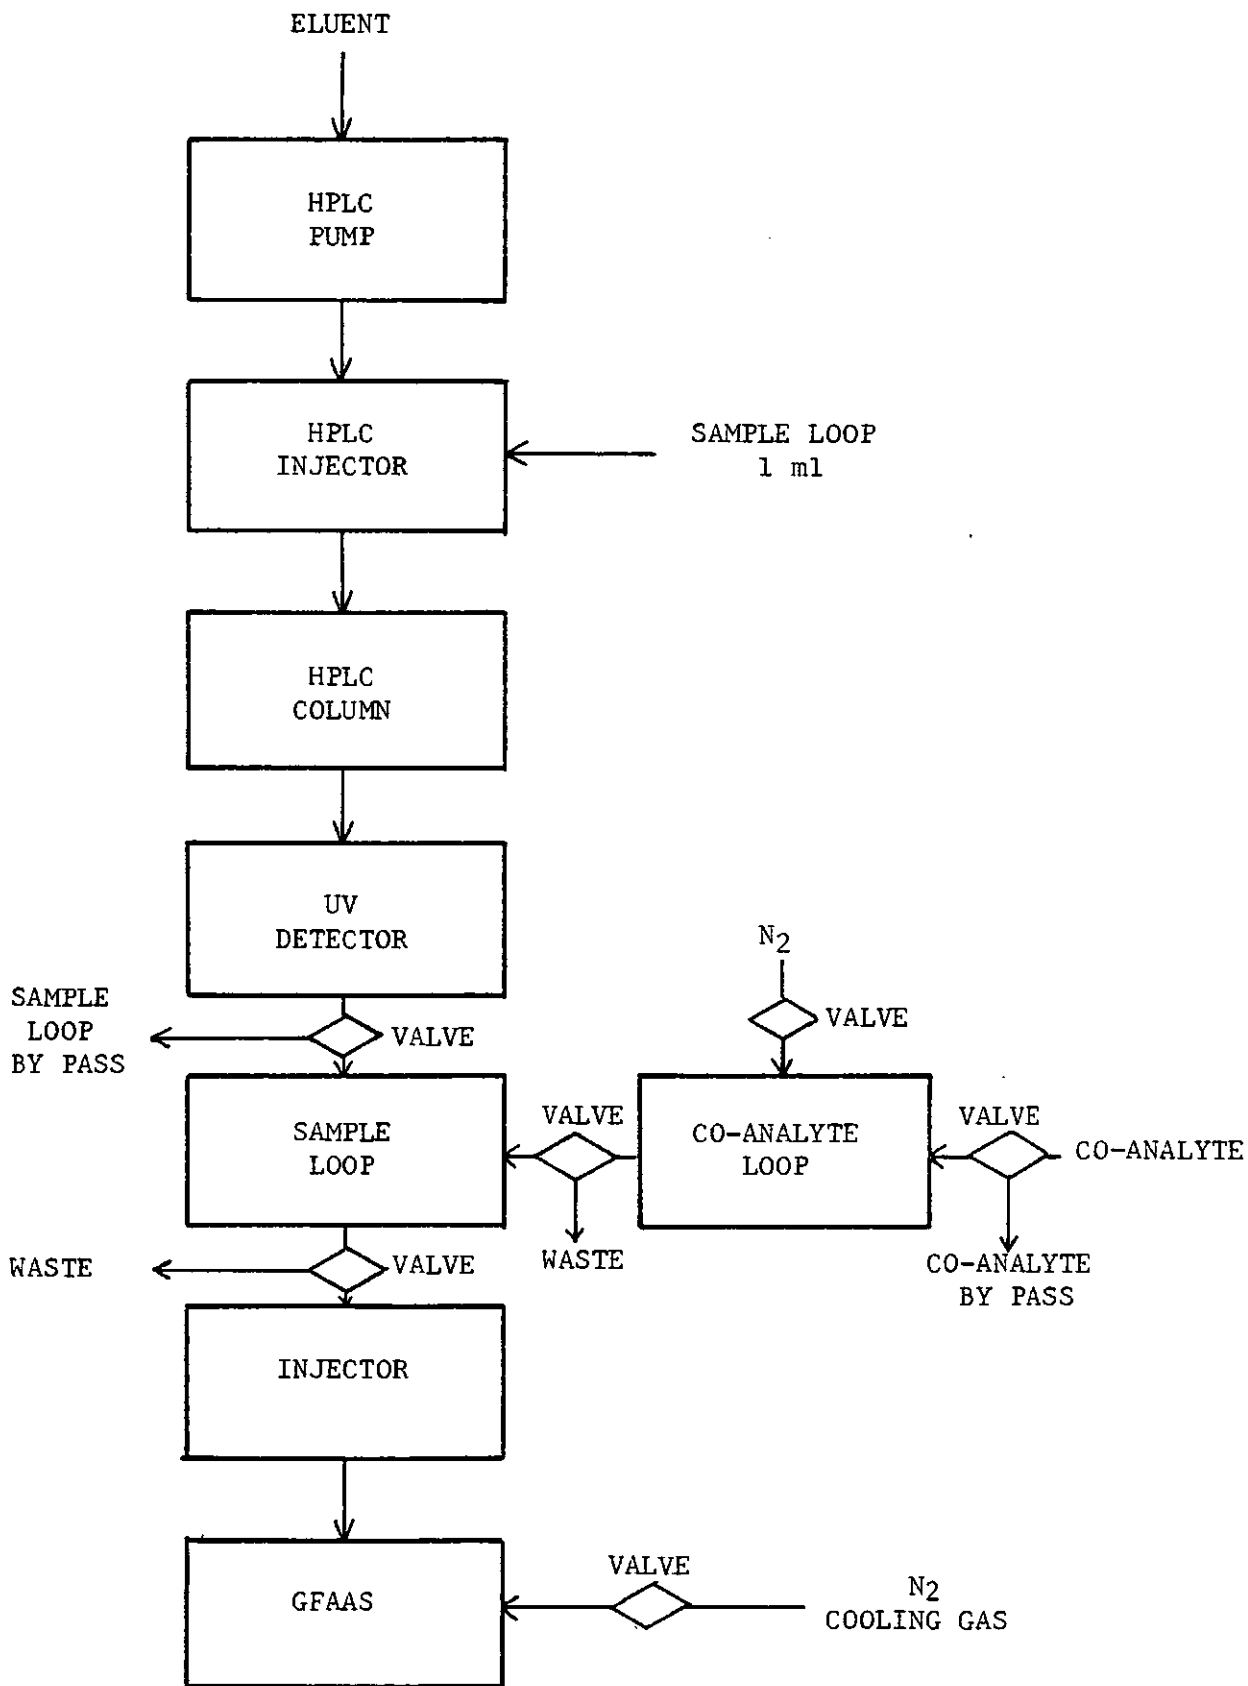 ELUENT
HPLC
PUMP
HPLC
INJECTOR
SAMPLE LOOP
1 ml
HPLC
COLUMN
UV
DETECTOR
N2
VALVE
SAMPLE
LOOP
BY PASS
VALVE
SAMPLE
LOOP
VALVE
CO-ANALYTE
LOOP
VALVE
CO-ANALYTE
WASTE
CO-ANALYTE
BY PASS
WASTE
VALVE
INJECTOR
GFAAS
VALVE
N2
COOLING GAS